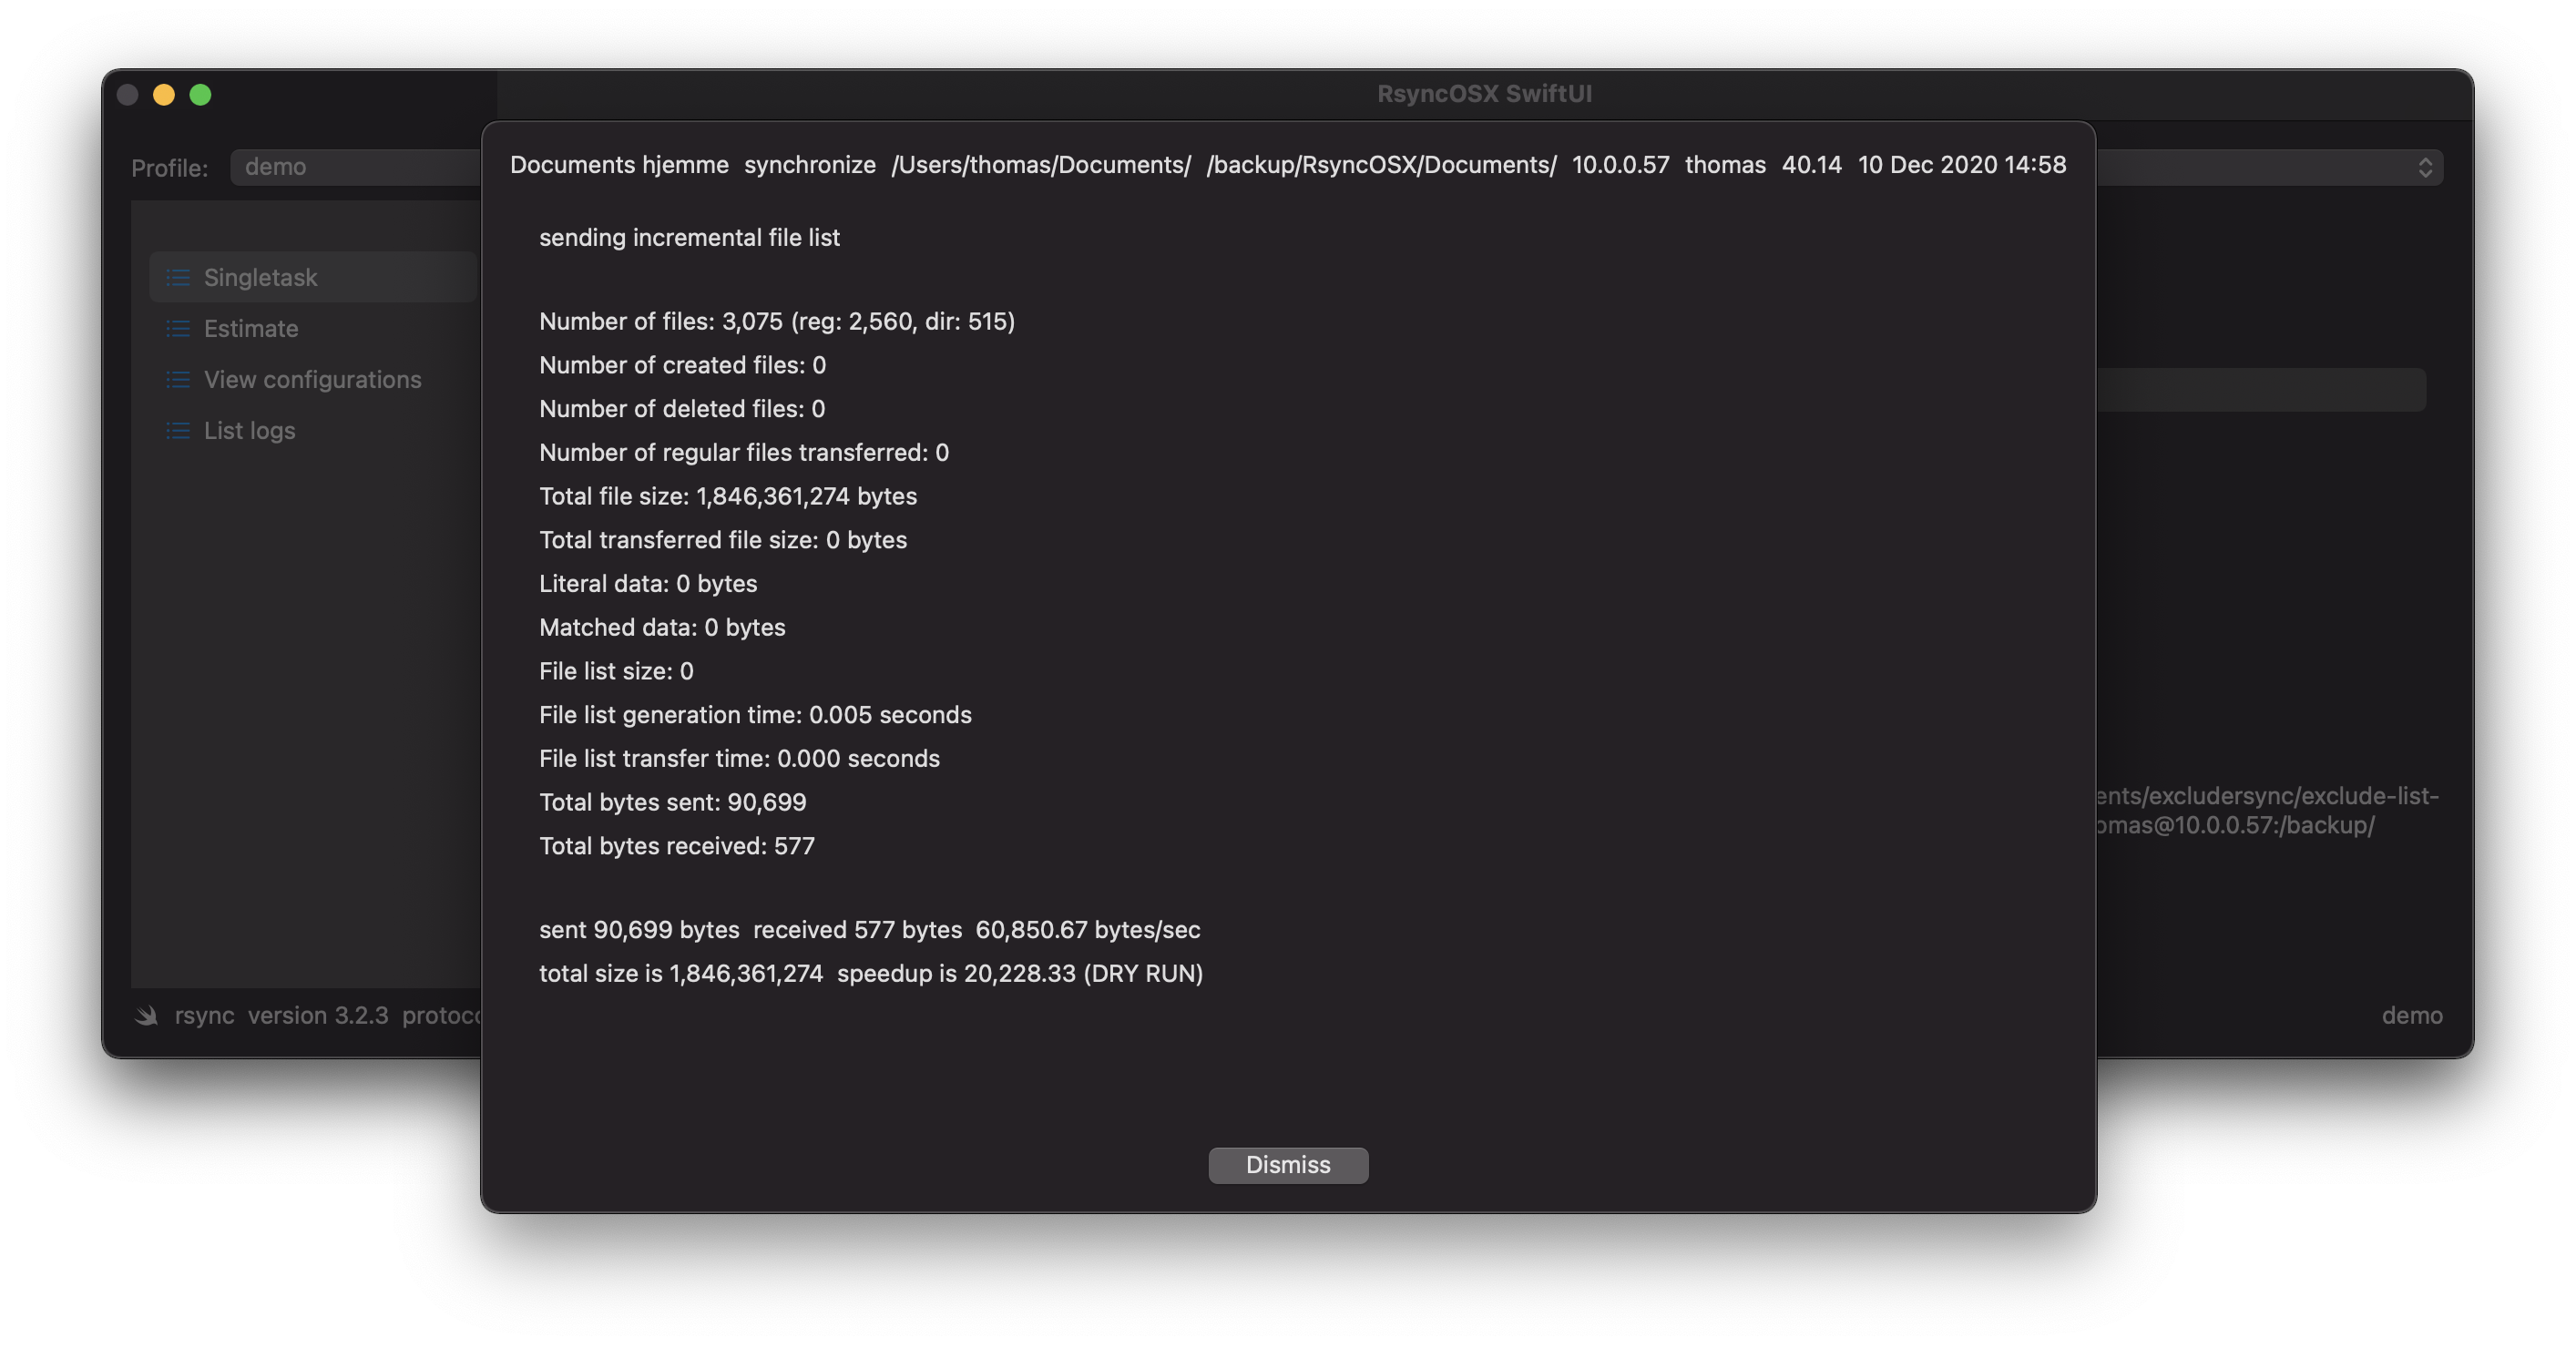 RsyncOSX SwiftUI
Profile: demo
Singletask
Estimate
View configurations
List logs
Documents hjemme synchronize /Users/thomas/Documents/ /backup/RsyncOSX/Documents/ 10.0.0.57 thomas 40.14 10 Dec 2020 14:58
sending incremental file list
Number of files: 3,075 (reg: 2,560, dir: 515)
Number of created files: 0
Number of deleted files: 0
Number of regular files transferred: 0
Total file size: 1,846,361,274 bytes
Total transferred file size: 0 bytes
Literal data: 0 bytes
Matched data: 0 bytes
File list size: 0
File list generation time: 0.005 seconds
File list transfer time: 0.000 seconds
Total bytes sent: 90,699
Total bytes received: 577
sent 90,699 bytes received 577 bytes 60,850.67 bytes/sec
total size is 1,846,361,274 speedup is 20,228.33 (DRY RUN)
Dismiss
ents/excludersync/exclude-list-
omas@10.0.0.57:/backup/
rsync version 3.2.3
demo